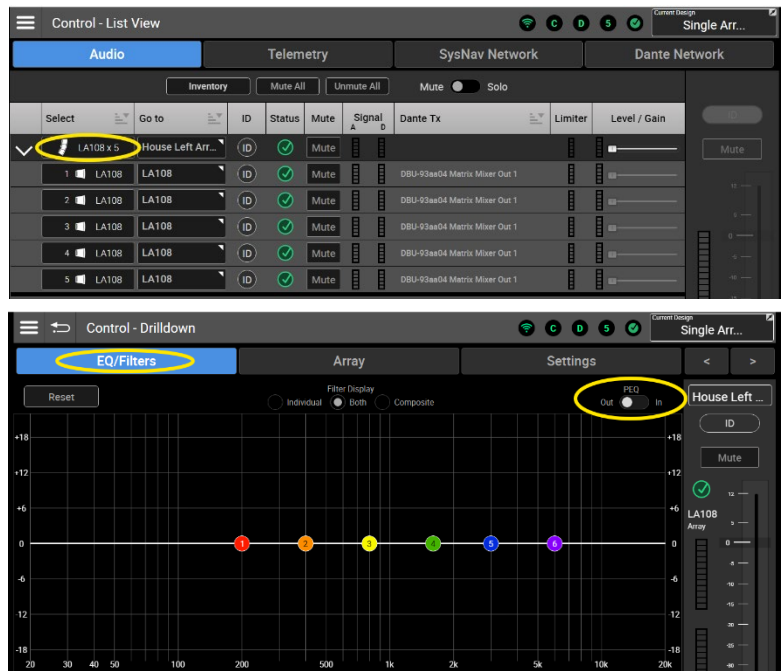 Control - List View
C D 5
Current Design
Single Arr...
Audio Telemetry SysNav Network Dante Network
Inventory Mute All Unmute All Mute Solo
Select Go to ID Status Mute Signal Dante Tx Limiter Level / Gain
A D
LA108 x 5 House Left Arr... ID Mute
1 LA108 LA108 ID Mute DBU-93aa04 Matrix Mixer Out 1
2 LA108 LA108 ID Mute DBU-93aa04 Matrix Mixer Out 1
3 LA108 LA108 ID Mute DBU-93aa04 Matrix Mixer Out 1
4 LA108 LA108 ID Mute DBU-93aa04 Matrix Mixer Out 1
5 LA108 LA108 ID Mute DBU-93aa04 Matrix Mixer Out 1
ID
Mute
12
0
Control - Drilldown
C D 5
Current Design
Single Arr...
EQ/Filters Array Settings < >
Reset
Filter Display
Individual Both Composite
PEQ
Out In
House Left ...
ID
Mute
LA108
Array
+18 +18
+12 +12
+6 +6
0 1 2 3 4 5 6 0
-6 -6
-12 -12
-18 -18
20 30 40 50 100 200 500 1k 2k 5k 10k 20k
12
0
-15
-20